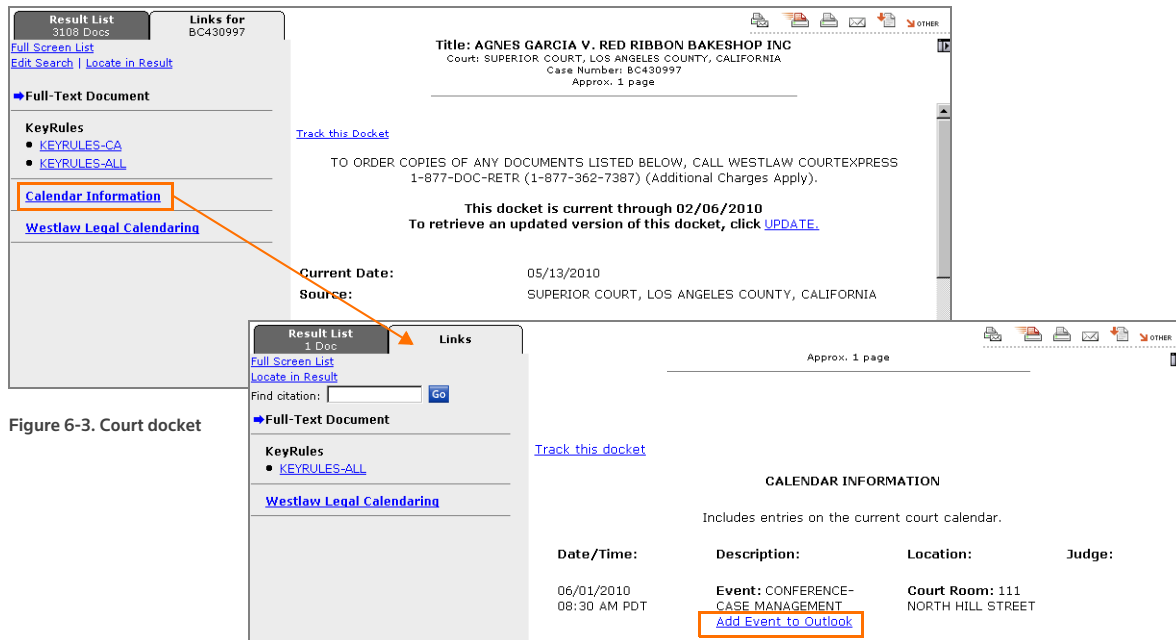 Result List
3108 Docs
Links for
BC430997
OTHER
Full Screen List
Edit Search | Locate in Result
Full-Text Document
KeyRules
• KEYRULES-CA
• KEYRULES-ALL
Calendar Information
Westlaw Legal Calendaring
Title: AGNES GARCIA V. RED RIBBON BAKESHOP INC
Court: SUPERIOR COURT, LOS ANGELES COUNTY, CALIFORNIA
Case Number: BC430997
Approx. 1 page
Track this Docket
TO ORDER COPIES OF ANY DOCUMENTS LISTED BELOW, CALL WESTLAW COURTEXPRESS
1-877-DOC-RETR (1-877-362-7387) (Additional Charges Apply).
This docket is current through 02/06/2010
To retrieve an updated version of this docket, click UPDATE.
Current Date: 05/13/2010
Source: SUPERIOR COURT, LOS ANGELES COUNTY, CALIFORNIA
Figure 6-3. Court docket
Result List
1 Doc
Links
OTHER
Full Screen List
Locate in Result
Find citation: Go
Full-Text Document
KeyRules
• KEYRULES-ALL
Westlaw Legal Calendaring
Approx. 1 page
Track this docket
CALENDAR INFORMATION
Includes entries on the current court calendar.
Date/Time: Description: Location: Judge:
06/01/2010 Event: CONFERENCE- Court Room: 111
08:30 AM PDT CASE MANAGEMENT NORTH HILL STREET
Add Event to Outlook